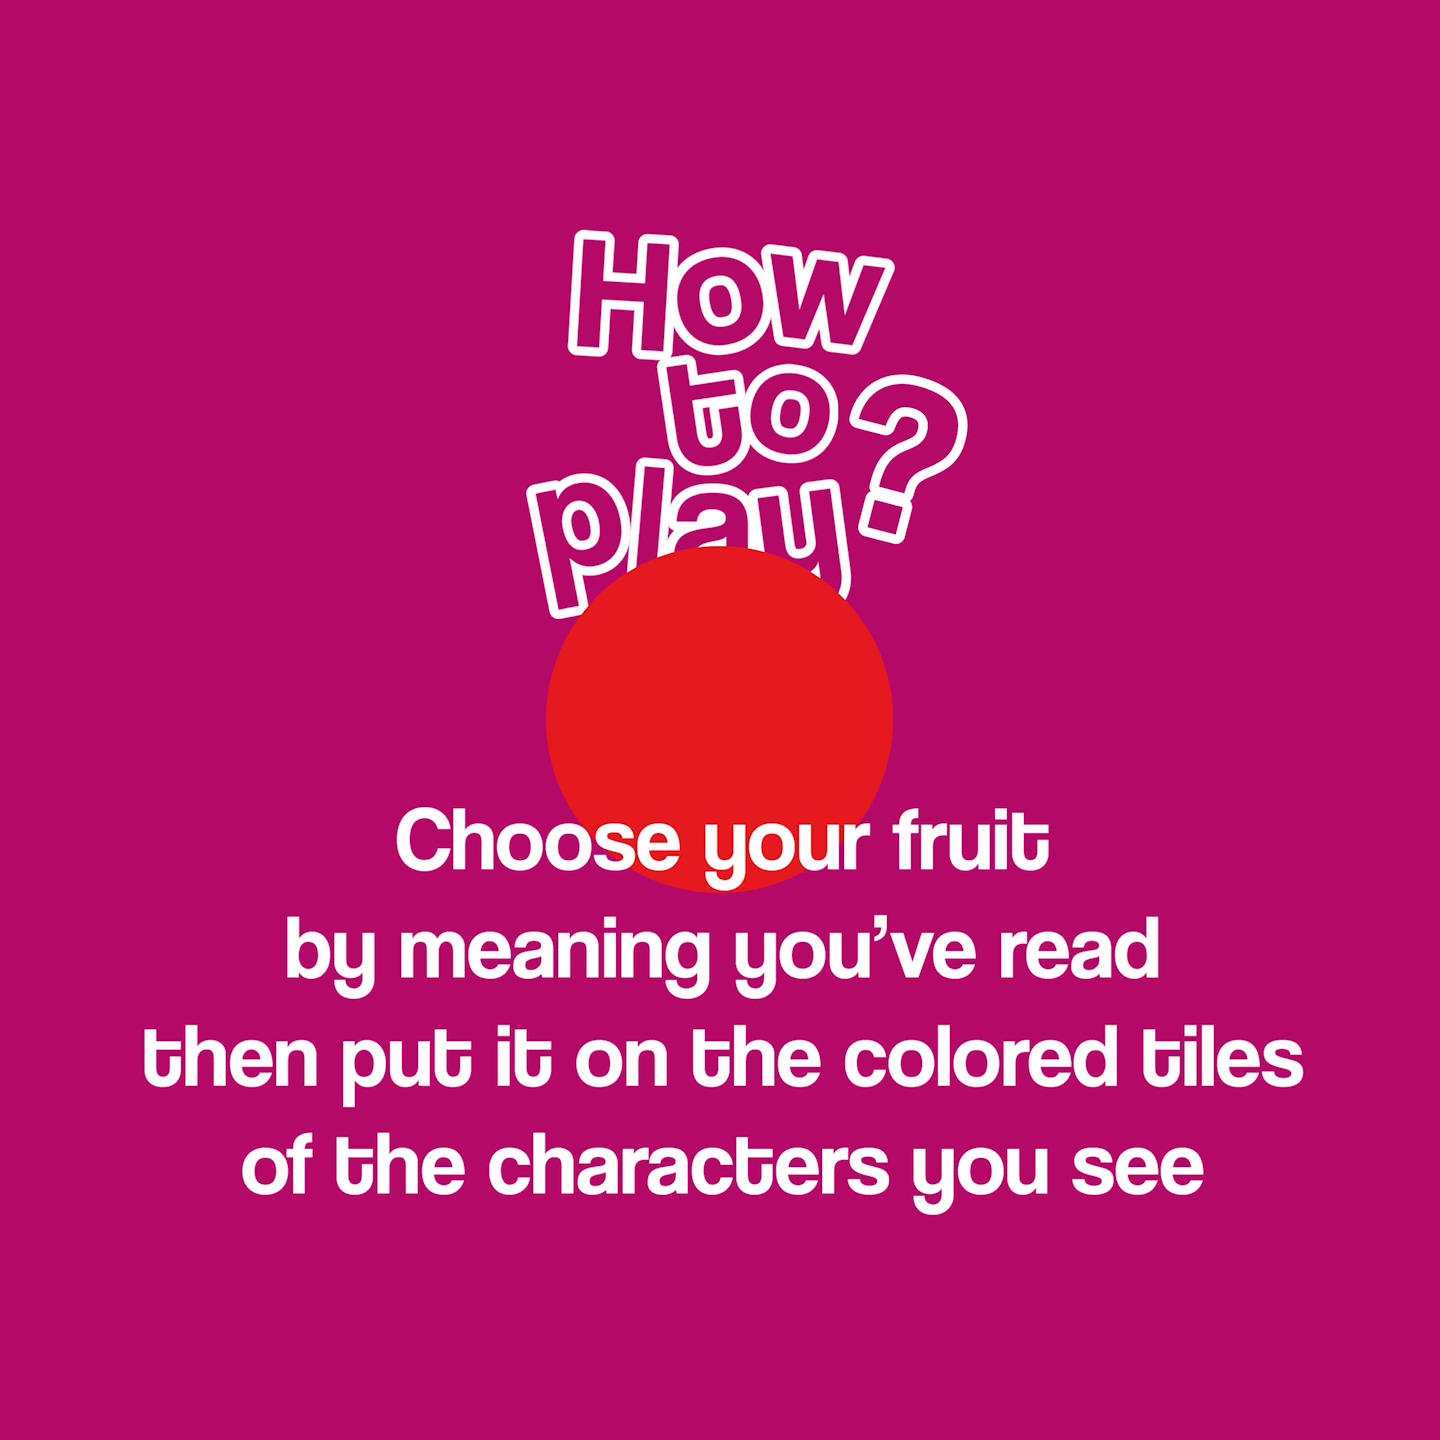 How
to
play?
Choose your fruit
by meaning you’ve read
then put it on the colored tiles
of the characters you see